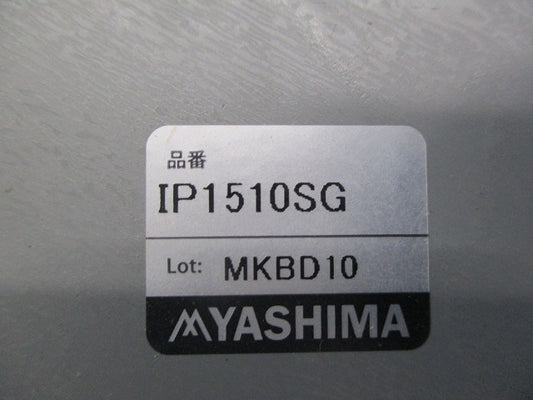 品番
IP1510SG
Lot: MKBD10
YASHIMA